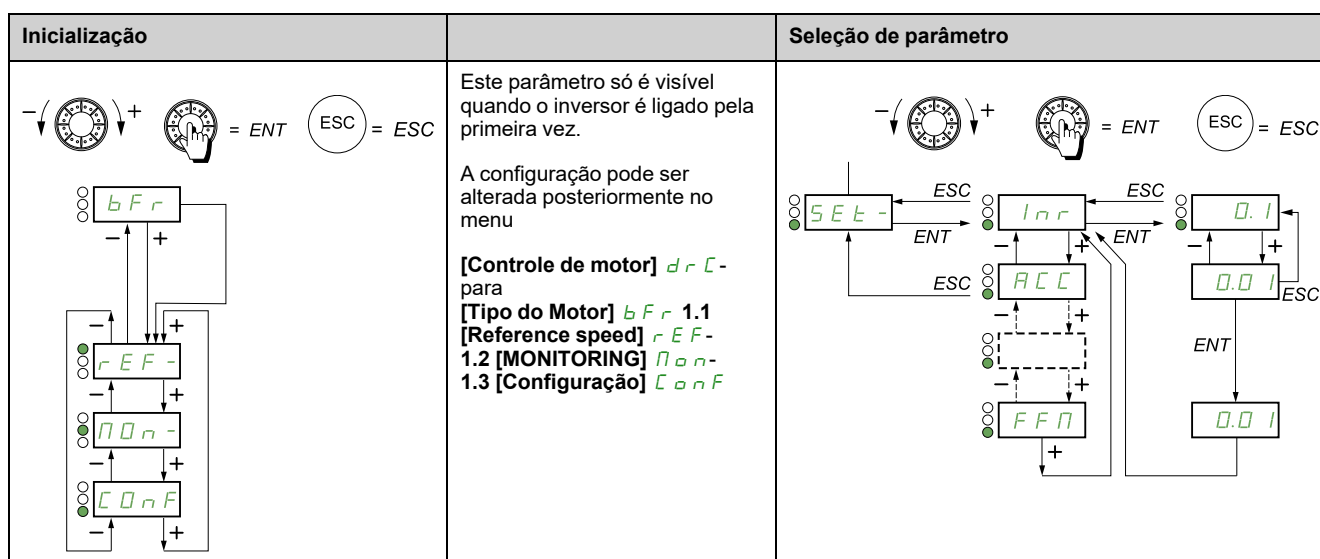 Inicialização
Seleção de parâmetro
– +
= ENT
ESC = ESC
bFr
– +
– +
rEF -
– +
MOn -
– +
COnF
– +
Este parâmetro só é visível
quando o inversor é ligado pela
primeira vez.
A configuração pode ser
alterada posteriormente no
menu
[Controle de motor] drC -
para
[Tipo do Motor] bFr 1.1
[Reference speed] rEF -
1.2 [MONITORING] Mon -
1.3 [Configuração] ConF
– +
= ENT
ESC = ESC
SEt -
ESC
ENT
Inr
ESC
ENT
0.1
– +
– +
ESC
ACC
0.01
ESC
– +
ENT
– +
FFM
0.01
+